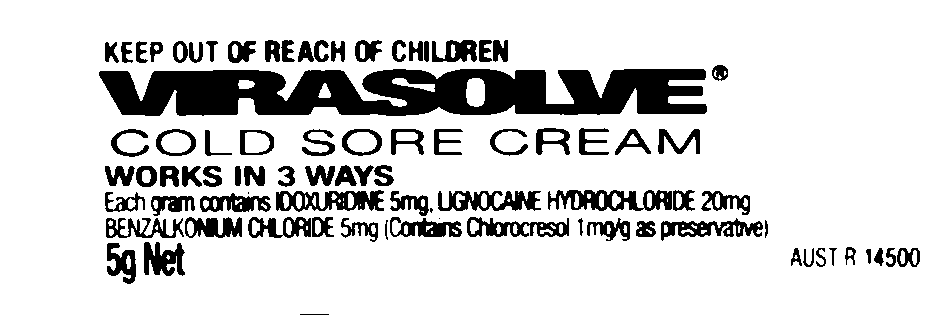 KEEP OUT OF REACH OF CHILDREN
VIRASOLVE®
COLD SORE CREAM
WORKS IN 3 WAYS
Each gram contains IDOXURIDINE 5mg, LIGNOCAINE HYDROCHLORIDE 20mg
BENZALKONIUM CHLORIDE 5mg (Contains Chlorocresol 1mg/g as preservative)
5g Net
AUST R 14500